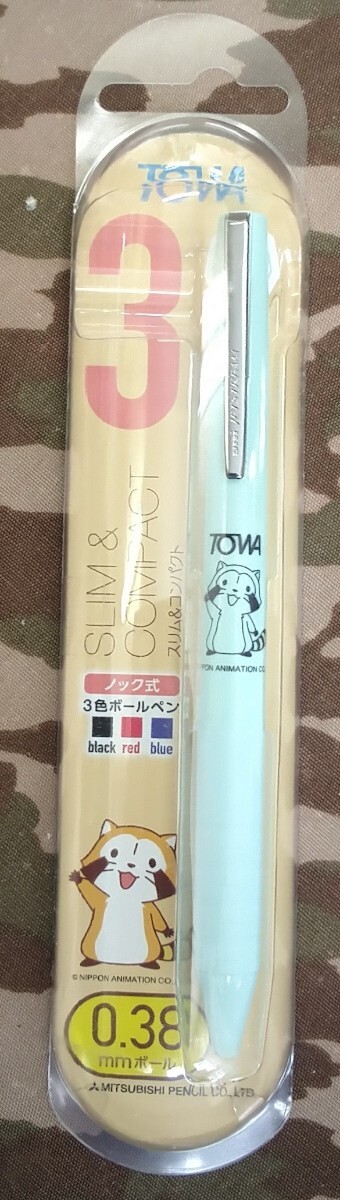 TOWA
3
SLIM &
COMPACT
スリム&コンパクト
ノック式
3色ボールペン
black red blue
© NIPPON ANIMATION CO.,
0.38
mmボール
MITSUBISHI PENCIL CO., LTD.
uni JETSTREAM
TOWA
NIPPON ANIMATION CO.